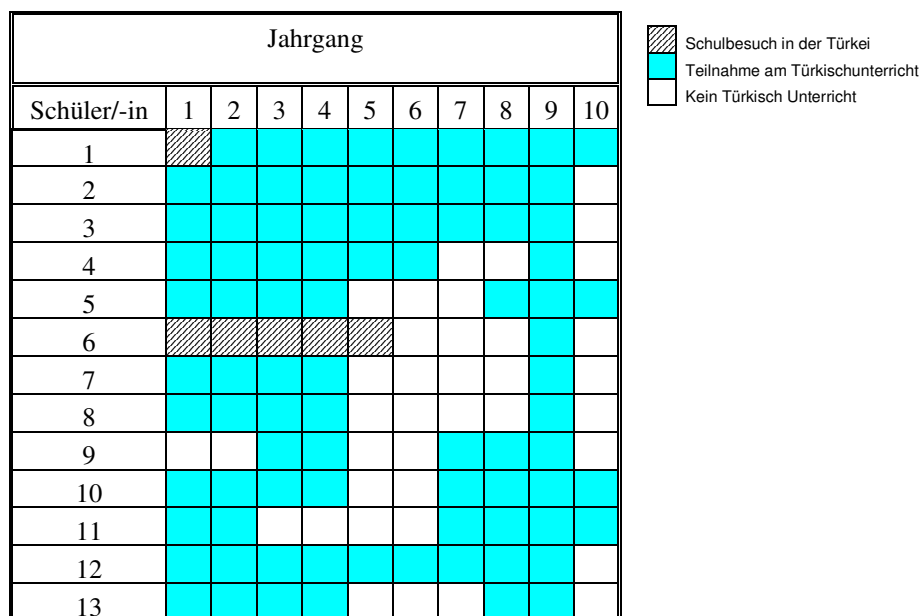 Jahrgang
Schüler/-in 1 2 3 4 5 6 7 8 9 10
1
2
3
4
5
6
7
8
9
10
11
12
13
Schulbesuch in der Türkei
Teilnahme am Türkischunterricht
Kein Türkisch Unterricht